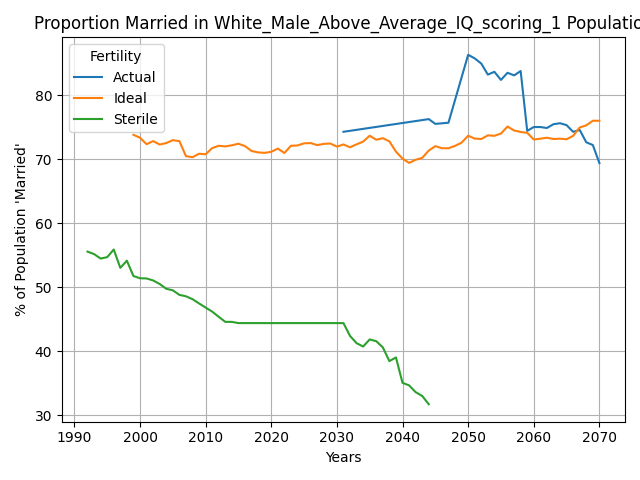 Proportion Married in White_Male_Above_Average_IQ_scoring_1 Populatio
Fertility
Actual
Ideal
Sterile
% of Population 'Married'
80
70
60
50
40
30
1990 2000 2010 2020 2030 2040 2050 2060 2070
Years